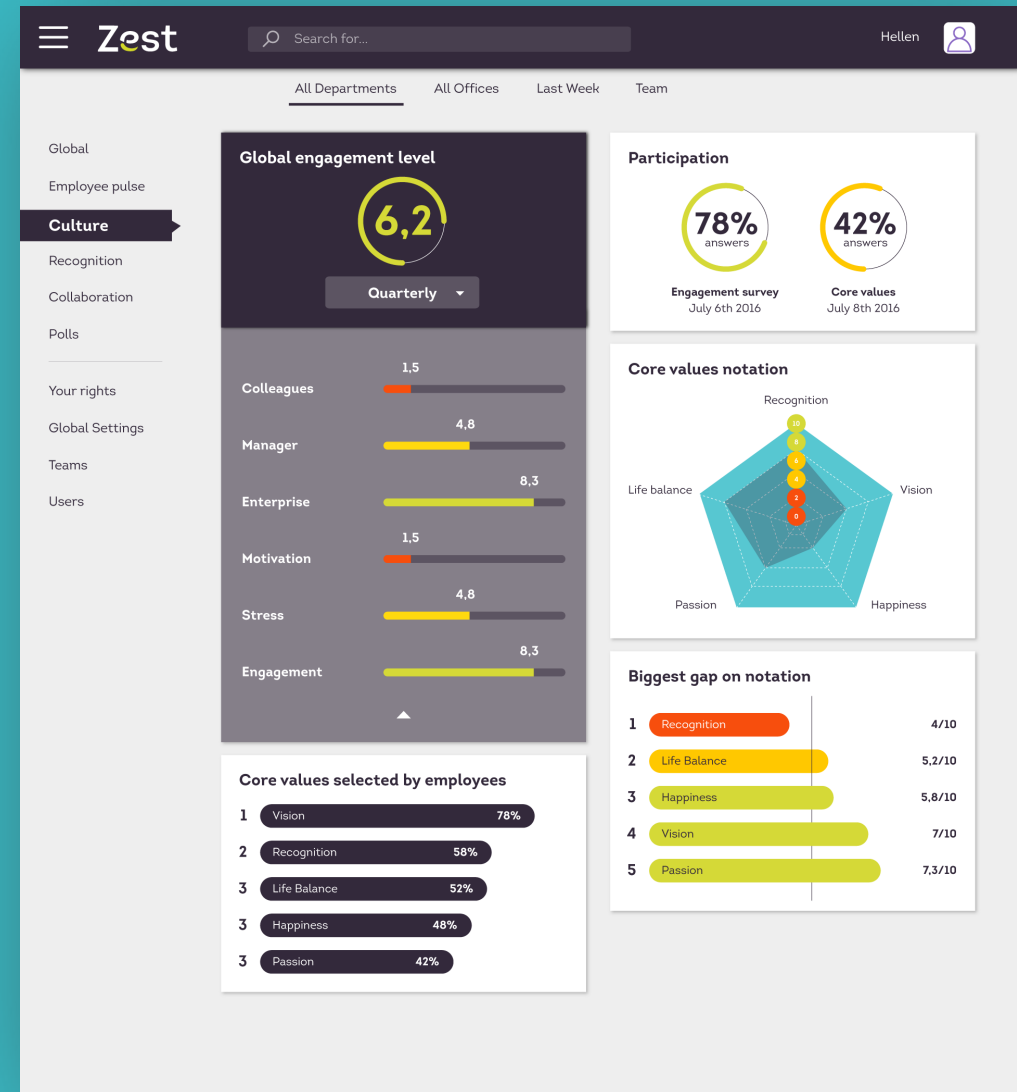 Zest
Search for...
Hellen
All Departments
All Offices
Last Week
Team
Global
Employee pulse
Culture
Recognition
Collaboration
Polls
Your rights
Global Settings
Teams
Users
Global engagement level
6,2
Quarterly
1,5
Colleagues
4,8
Manager
8,3
Enterprise
1,5
Motivation
4,8
Stress
8,3
Engagement
Core values selected by employees
1 Vision 78%
2 Recognition 58%
3 Life Balance 52%
3 Happiness 48%
3 Passion 42%
Participation
78%
answers
Engagement survey
July 6th 2016
42%
answers
Core values
July 8th 2016
Core values notation
Recognition
10
8
6
4
2
0
Life balance
Vision
Passion
Happiness
Biggest gap on notation
1 Recognition 4/10
2 Life Balance 5,2/10
3 Happiness 5,8/10
4 Vision 7/10
5 Passion 7,3/10